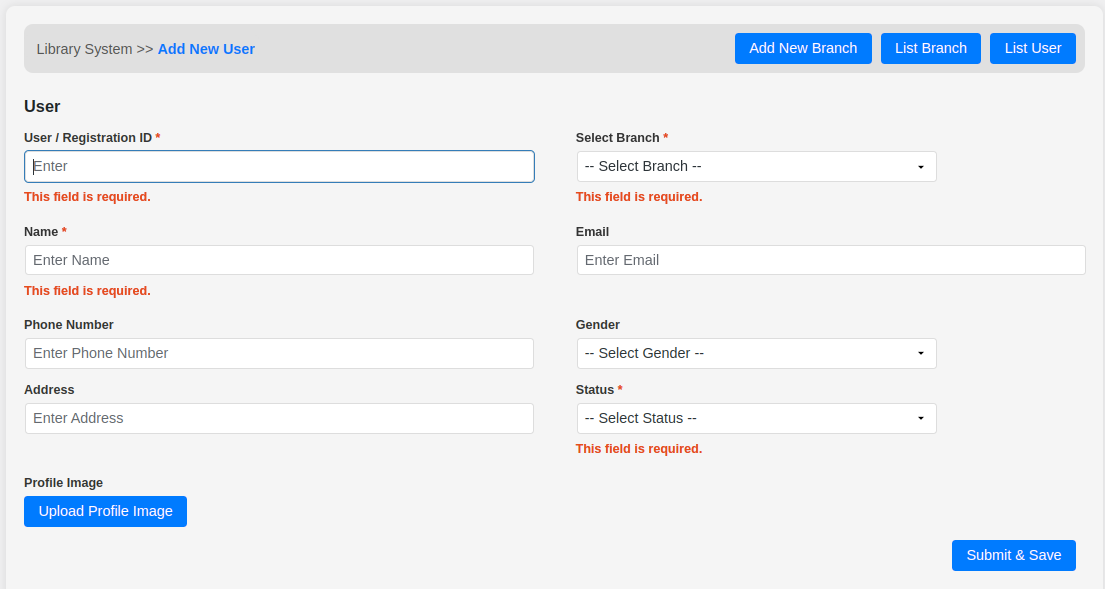 Library System >> Add New User
Add New Branch
List Branch
List User
User
User / Registration ID *
Select Branch *
Enter
-- Select Branch --
This field is required.
This field is required.
Name *
Email
Enter Name
Enter Email
This field is required.
Phone Number
Gender
Enter Phone Number
-- Select Gender --
Address
Status *
Enter Address
-- Select Status --
This field is required.
Profile Image
Upload Profile Image
Submit & Save